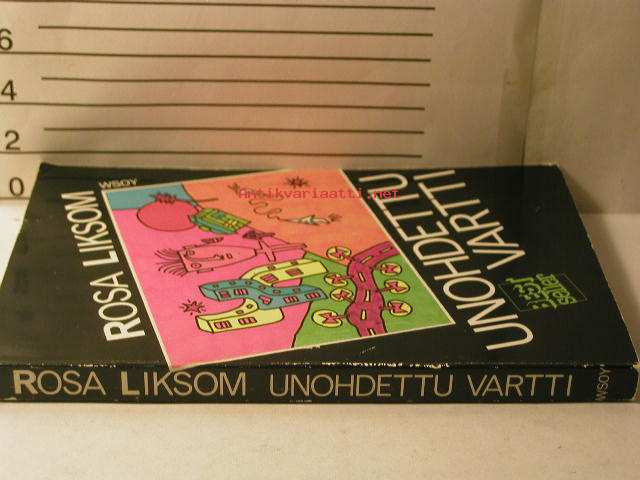 6
4
2
0
WSOY
ROSA LIKSOM
Antikvariaatti.net
UNOHDETTU
VARTTI
ROSA LIKSOM UNOHDETTU VARTTI WSOY